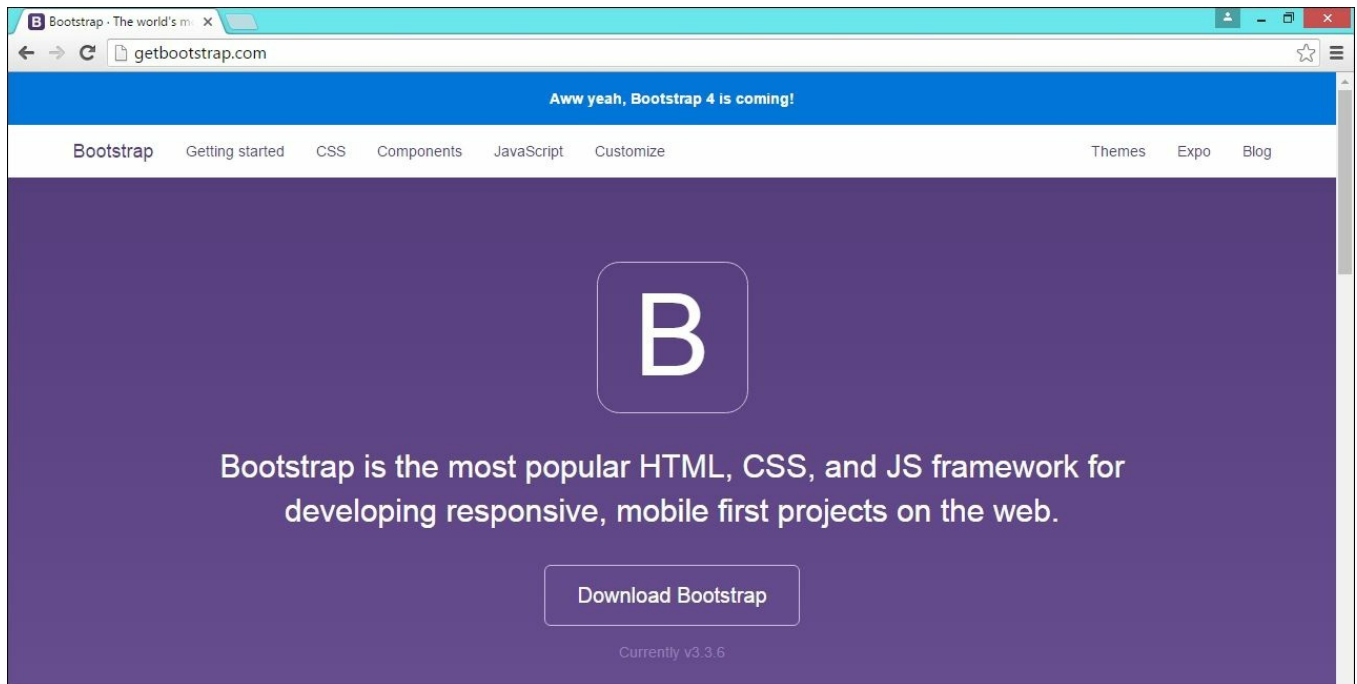 B Bootstrap · The world's m
getbootstrap.com
Aww yeah, Bootstrap 4 is coming!
Bootstrap Getting started CSS Components JavaScript Customize Themes Expo Blog
B
Bootstrap is the most popular HTML, CSS, and JS framework for
developing responsive, mobile first projects on the web.
Download Bootstrap
Currently v3.3.6